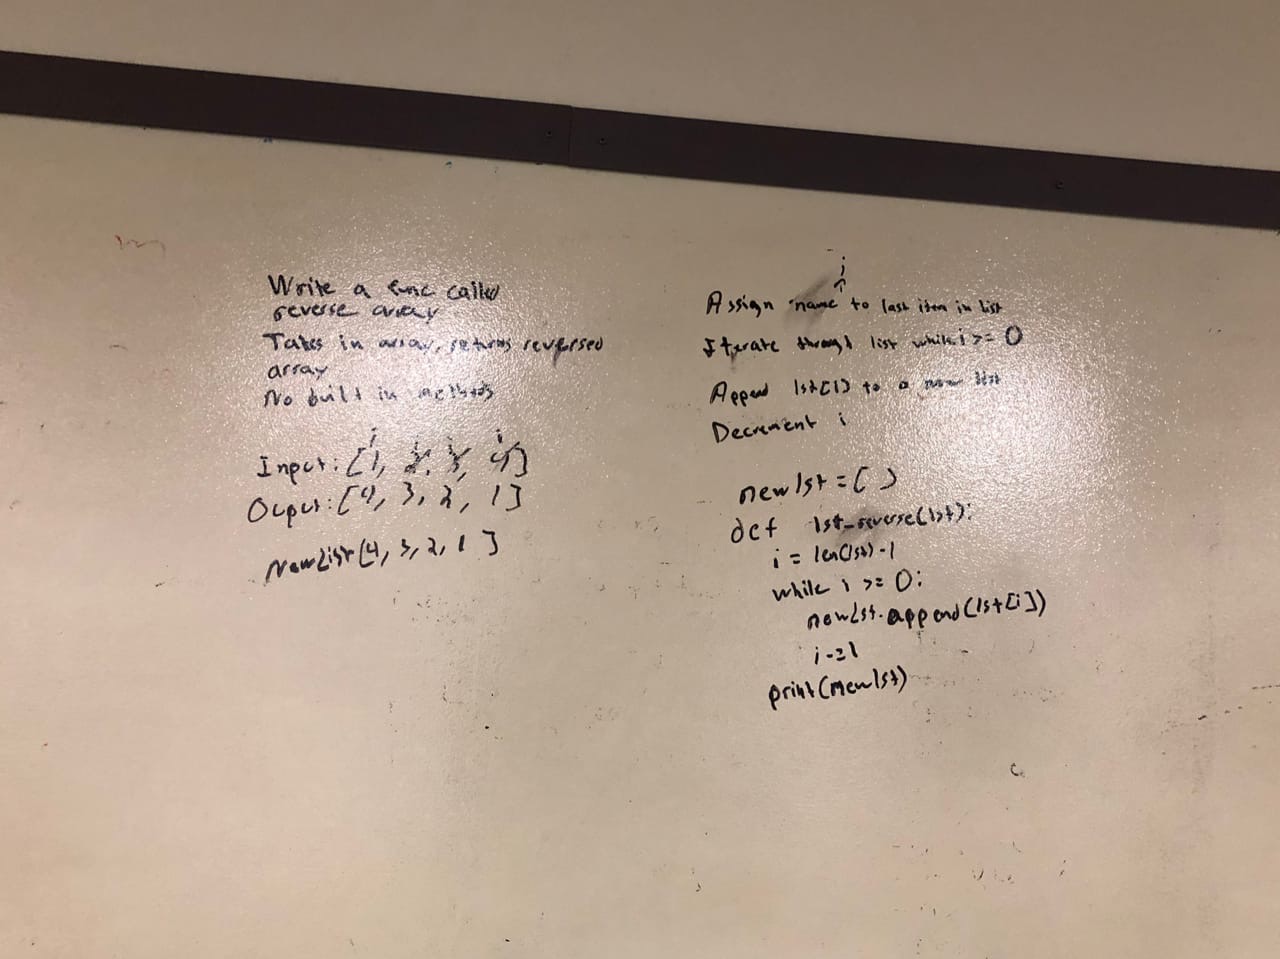 Write a func called
reverse array
Takes in array, returns reversed
array
No built in methods
i i i i
Input: [1, 2, 3, 4]
Ouput: [4, 3, 2, 1]
NewList[4, 3, 2, 1 ]
i
Assign name to last item in list
Iterate through list while i >= 0
Append lst[i] to a new list
Decrement i
newlst = [ ]
def lst_reverse(lst):
i = len(lst) - 1
while i >= 0:
newlst.append(lst[i])
i -= 1
print(newlst)